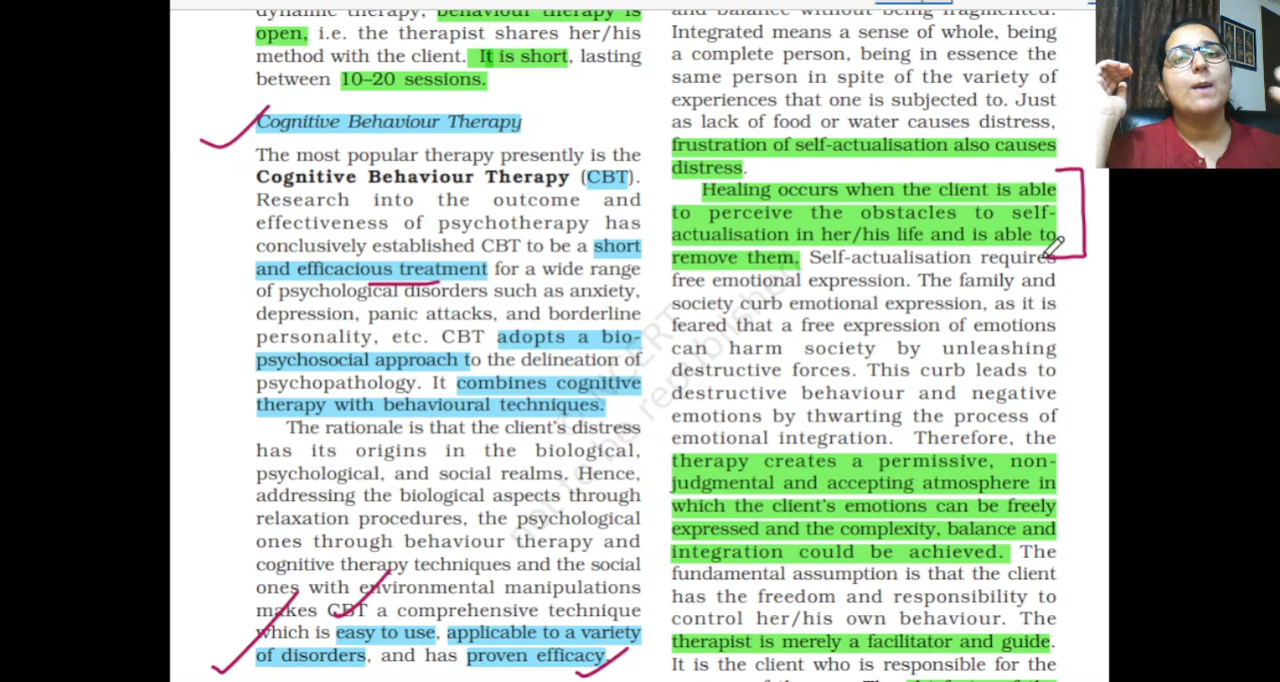 dynamic therapy, behaviour therapy is
open, i.e. the therapist shares her/his
method with the client. It is short, lasting
between 10–20 sessions.
Cognitive Behaviour Therapy
The most popular therapy presently is the
Cognitive Behaviour Therapy (CBT).
Research into the outcome and
effectiveness of psychotherapy has
conclusively established CBT to be a short
and efficacious treatment for a wide range
of psychological disorders such as anxiety,
depression, panic attacks, and borderline
personality, etc. CBT adopts a bio-
psychosocial approach to the delineation of
psychopathology. It combines cognitive
therapy with behavioural techniques.
The rationale is that the client's distress
has its origins in the biological,
psychological, and social realms. Hence,
addressing the biological aspects through
relaxation procedures, the psychological
ones through behaviour therapy and
cognitive therapy techniques and the social
ones with environmental manipulations
makes CBT a comprehensive technique
which is easy to use, applicable to a variety
of disorders, and has proven efficacy.
and balance without being fragmented.
Integrated means a sense of whole, being
a complete person, being in essence the
same person in spite of the variety of
experiences that one is subjected to. Just
as lack of food or water causes distress,
frustration of self-actualisation also causes
distress.
Healing occurs when the client is able
to perceive the obstacles to self-
actualisation in her/his life and is able to
remove them. Self-actualisation requires
free emotional expression. The family and
society curb emotional expression, as it is
feared that a free expression of emotions
can harm society by unleashing
destructive forces. This curb leads to
destructive behaviour and negative
emotions by thwarting the process of
emotional integration. Therefore, the
therapy creates a permissive, non-
judgmental and accepting atmosphere in
which the client's emotions can be freely
expressed and the complexity, balance and
integration could be achieved. The
fundamental assumption is that the client
has the freedom and responsibility to
control her/his own behaviour. The
therapist is merely a facilitator and guide.
It is the client who is responsible for the
not to be republished